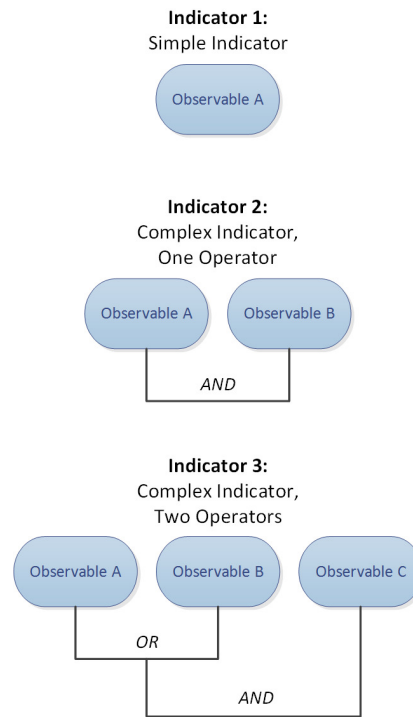 Indicator 1:
Simple Indicator
Observable A
Indicator 2:
Complex Indicator,
One Operator
Observable A
Observable B
AND
Indicator 3:
Complex Indicator,
Two Operators
Observable A
Observable B
Observable C
OR
AND